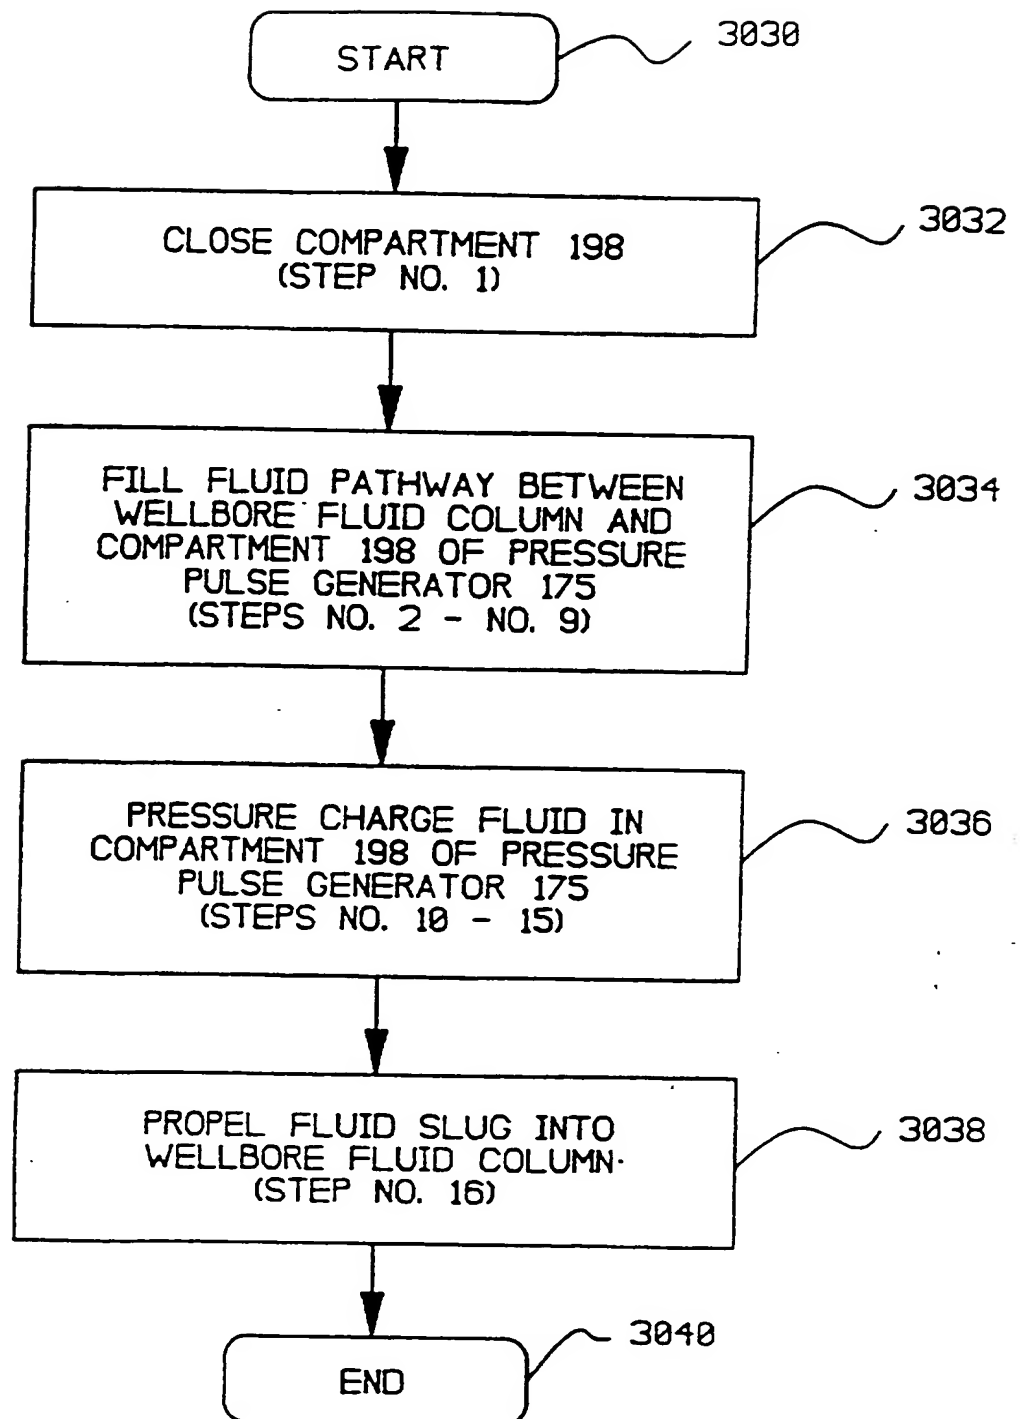 START
3030
CLOSE COMPARTMENT 198
(STEP NO. 1)
3032
FILL FLUID PATHWAY BETWEEN
WELLBORE FLUID COLUMN AND
COMPARTMENT 198 OF PRESSURE
PULSE GENERATOR 175
(STEPS NO. 2 - NO. 9)
3034
PRESSURE CHARGE FLUID IN
COMPARTMENT 198 OF PRESSURE
PULSE GENERATOR 175
(STEPS NO. 10 - 15)
3036
PROPEL FLUID SLUG INTO
WELLBORE FLUID COLUMN
(STEP NO. 16)
3038
END
3040